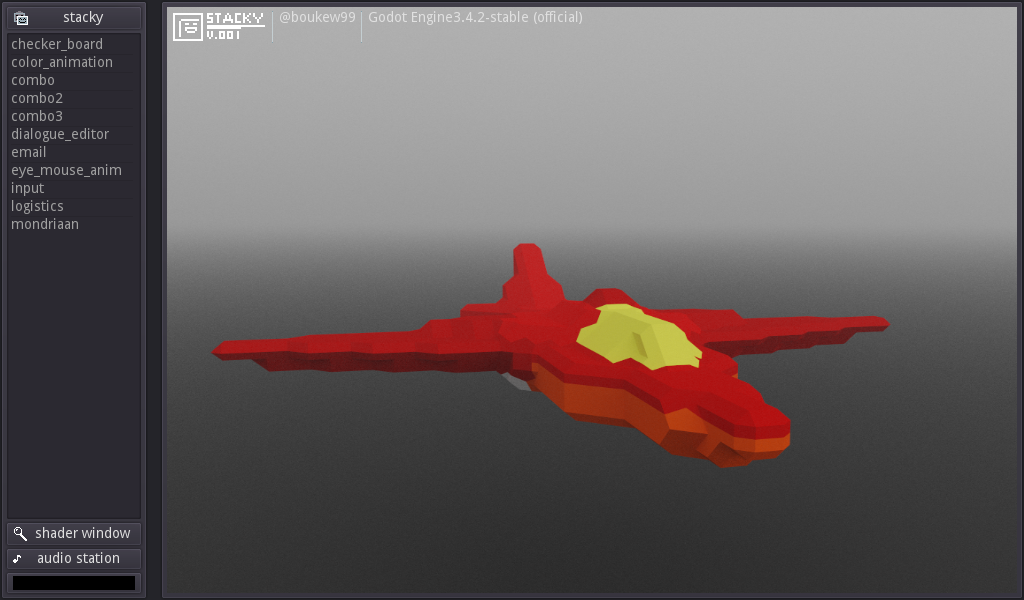 stacky
checker_board
color_animation
combo
combo2
combo3
dialogue_editor
email
eye_mouse_anim
input
logistics
mondriaan
shader window
audio station
STACKY
V.001
@boukew99
Godot Engine3.4.2-stable (official)